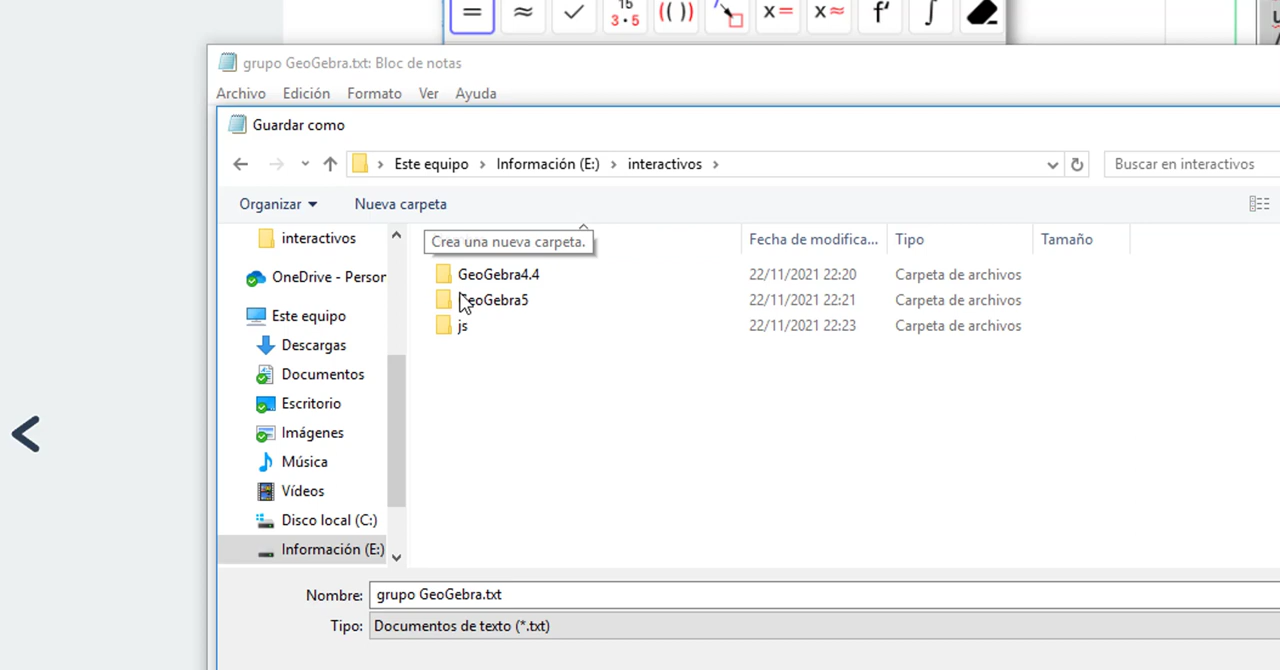 = ≈ ✓ 15 3•5 (( )) x= x≈ f' ∫
grupo GeoGebra.txt: Bloc de notas
Archivo Edición Formato Ver Ayuda
Guardar como
Este equipo > Información (E:) > interactivos >
Buscar en interactivos
Organizar Nueva carpeta
Crea una nueva carpeta.
Fecha de modifica... Tipo Tamaño
interactivos
OneDrive - Person
Este equipo
Descargas
Documentos
Escritorio
Imágenes
Música
Vídeos
Disco local (C:)
Información (E:)
GeoGebra4.4 22/11/2021 22:20 Carpeta de archivos
GeoGebra5 22/11/2021 22:21 Carpeta de archivos
js 22/11/2021 22:23 Carpeta de archivos
Nombre: grupo GeoGebra.txt
Tipo: Documentos de texto (*.txt)